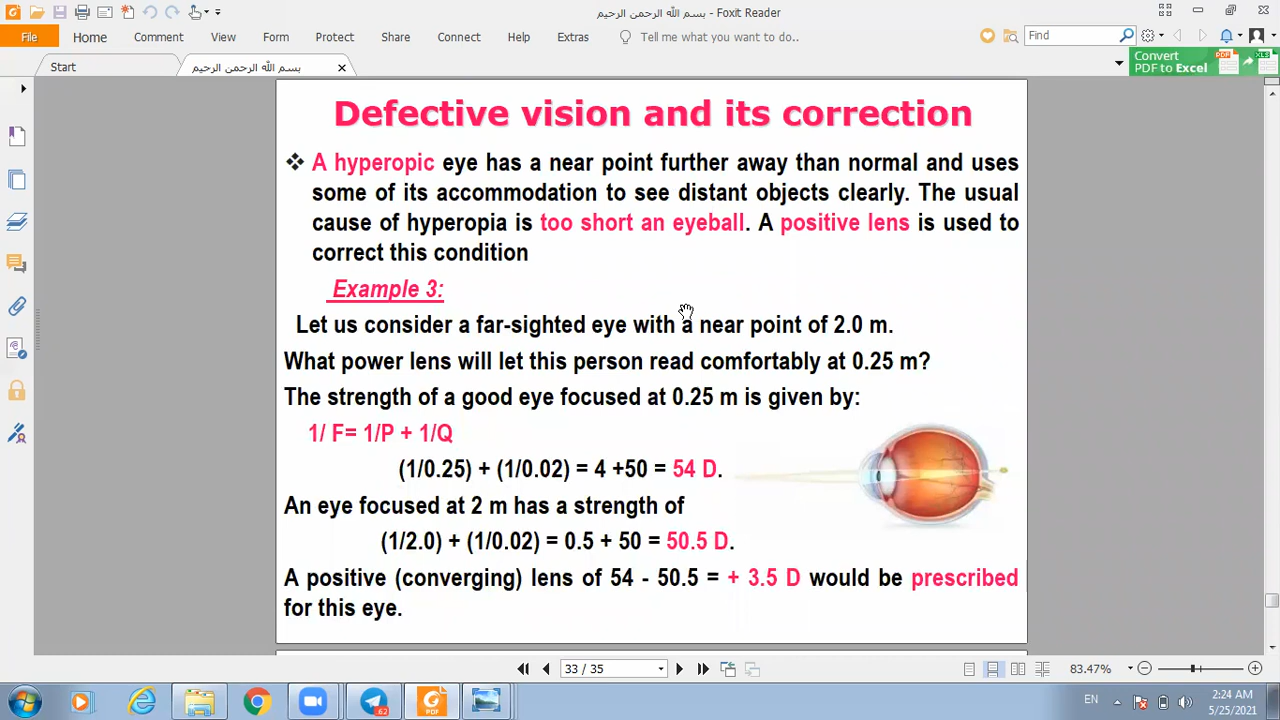 بسم الله الرحمن الرحيم - Foxit Reader
File Home Comment View Form Protect Share Connect Help Extras Tell me what you want to do.. Find
Start بسم الله الرحمن الرحيم
Convert
PDF to Excel
PDF XLS
Defective vision and its correction
❖ A hyperopic eye has a near point further away than normal and uses
some of its accommodation to see distant objects clearly. The usual
cause of hyperopia is too short an eyeball. A positive lens is used to
correct this condition
Example 3:
Let us consider a far-sighted eye with a near point of 2.0 m.
What power lens will let this person read comfortably at 0.25 m?
The strength of a good eye focused at 0.25 m is given by:
1/ F= 1/P + 1/Q
(1/0.25) + (1/0.02) = 4 +50 = 54 D.
An eye focused at 2 m has a strength of
(1/2.0) + (1/0.02) = 0.5 + 50 = 50.5 D.
A positive (converging) lens of 54 - 50.5 = + 3.5 D would be prescribed
for this eye.
33 / 35
83.47%
62
PDF
EN
2:24 AM
5/25/2021